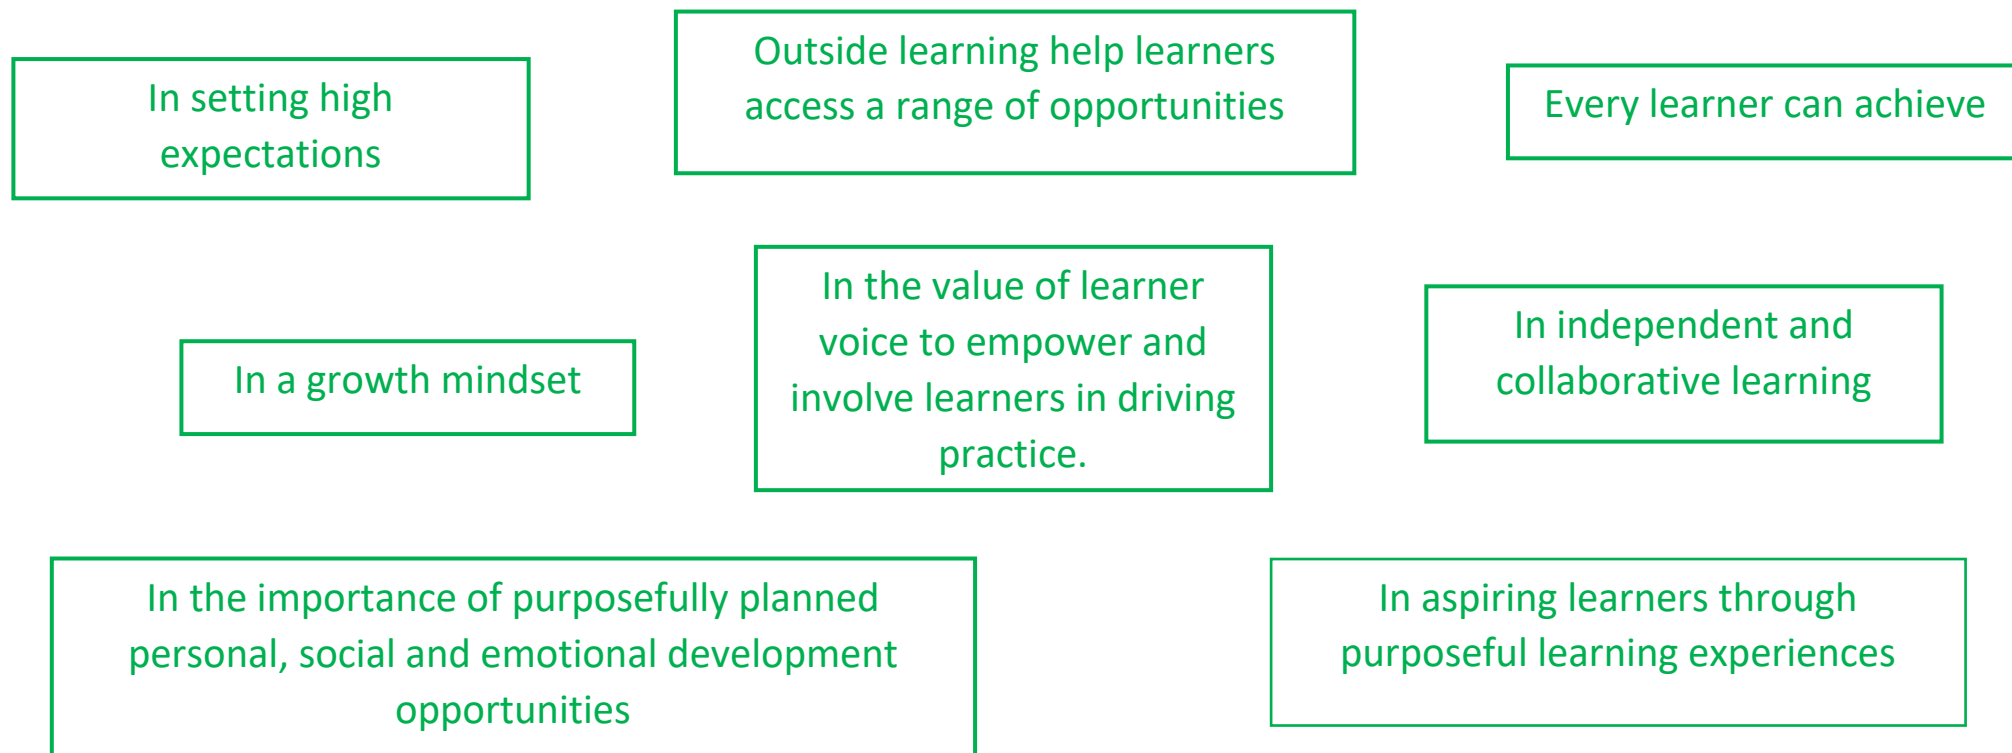 In setting high
expectations
Outside learning help learners
access a range of opportunities
Every learner can achieve
In a growth mindset
In the value of learner
voice to empower and
involve learners in driving
practice.
In independent and
collaborative learning
In the importance of purposefully planned
personal, social and emotional development
opportunities
In aspiring learners through
purposeful learning experiences